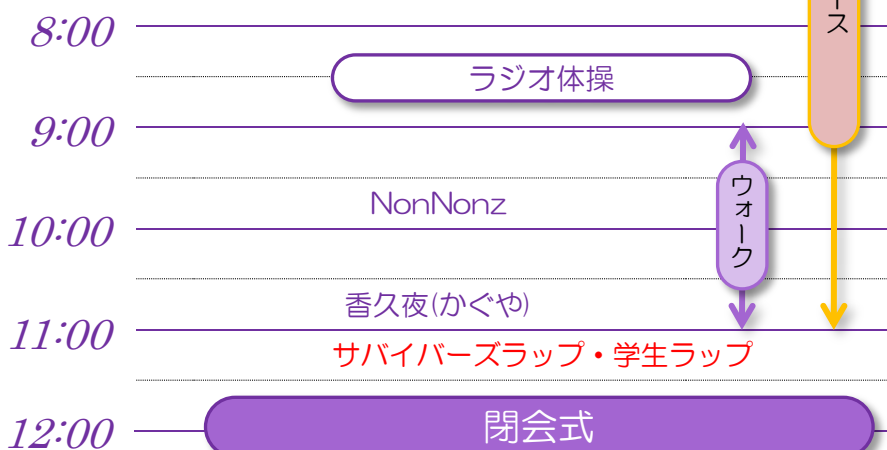 8:00
ース
ラジオ体操
9:00
ウォーク
NonNonz
10:00
香久夜(かぐや)
11:00
サバイバーズラップ・学生ラップ
12:00
閉会式